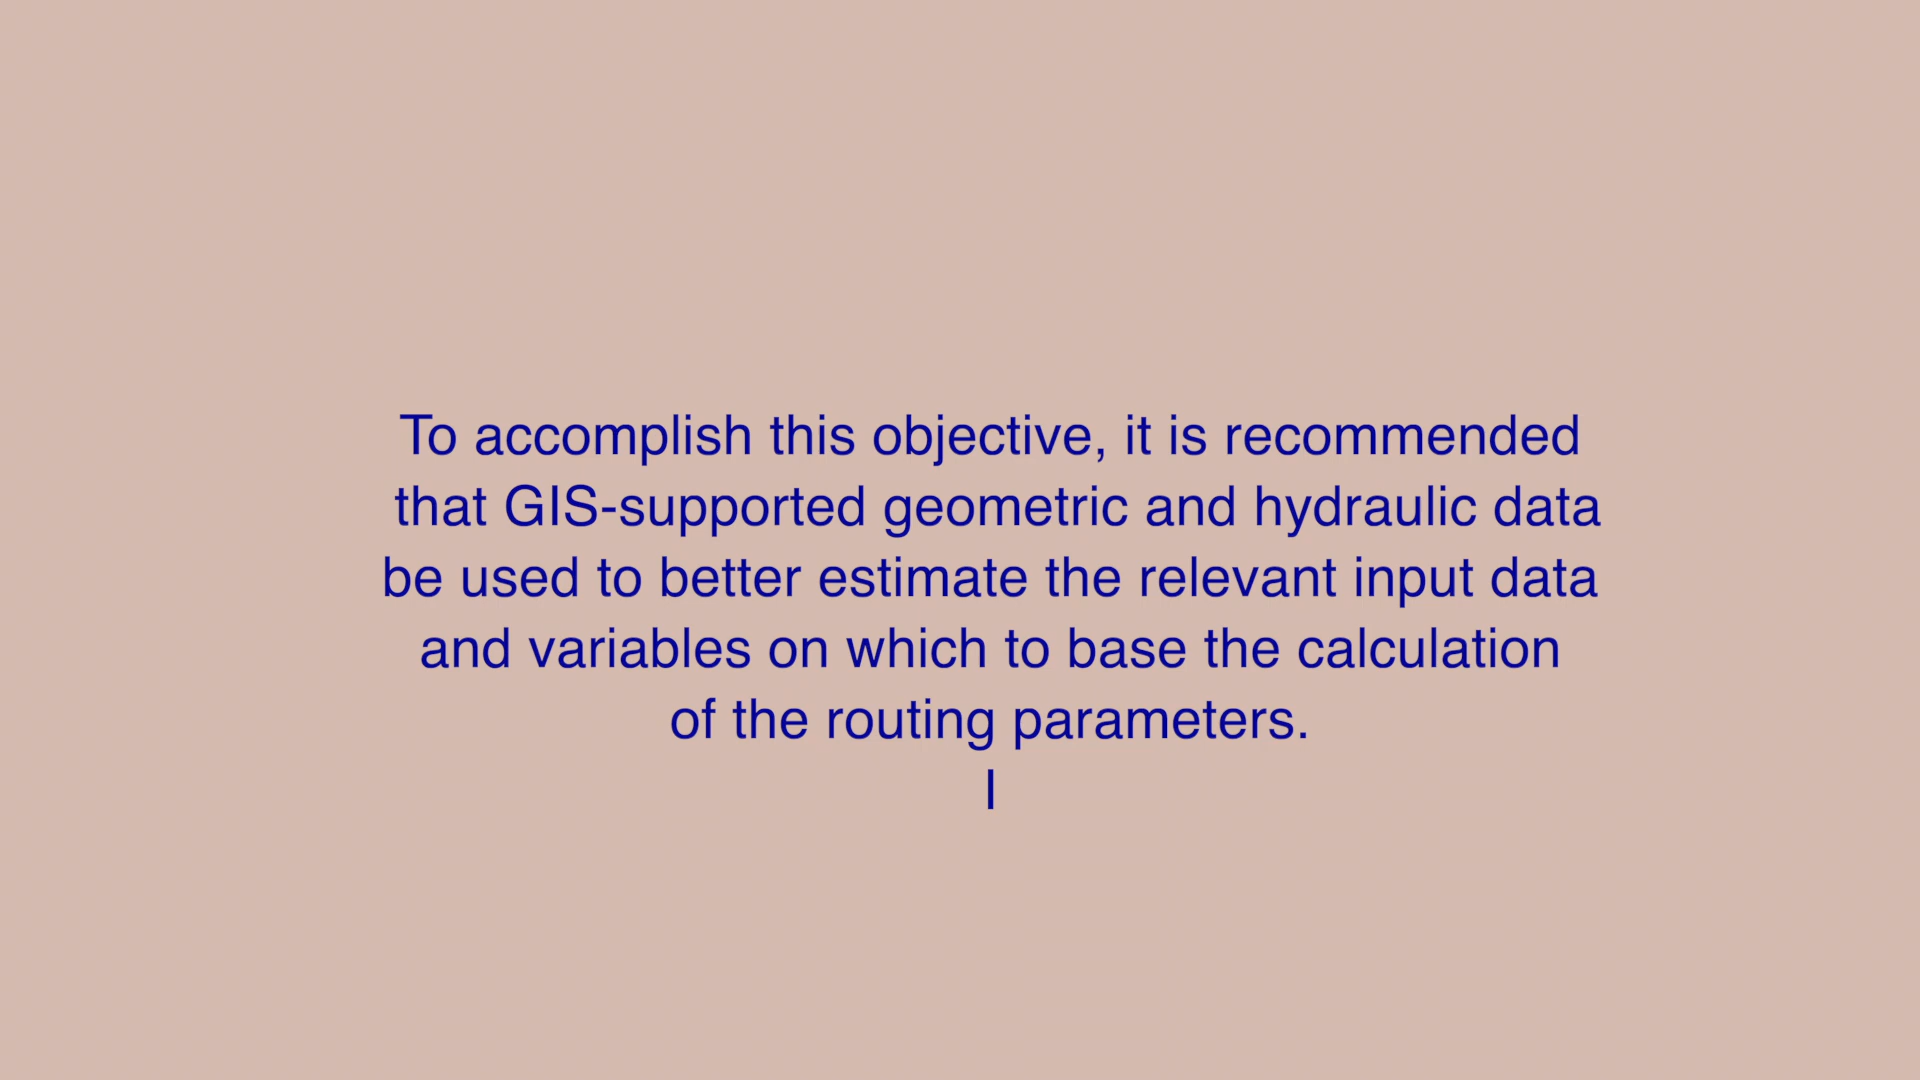 To accomplish this objective, it is recommended
that GIS-supported geometric and hydraulic data
be used to better estimate the relevant input data
and variables on which to base the calculation
of the routing parameters.
I